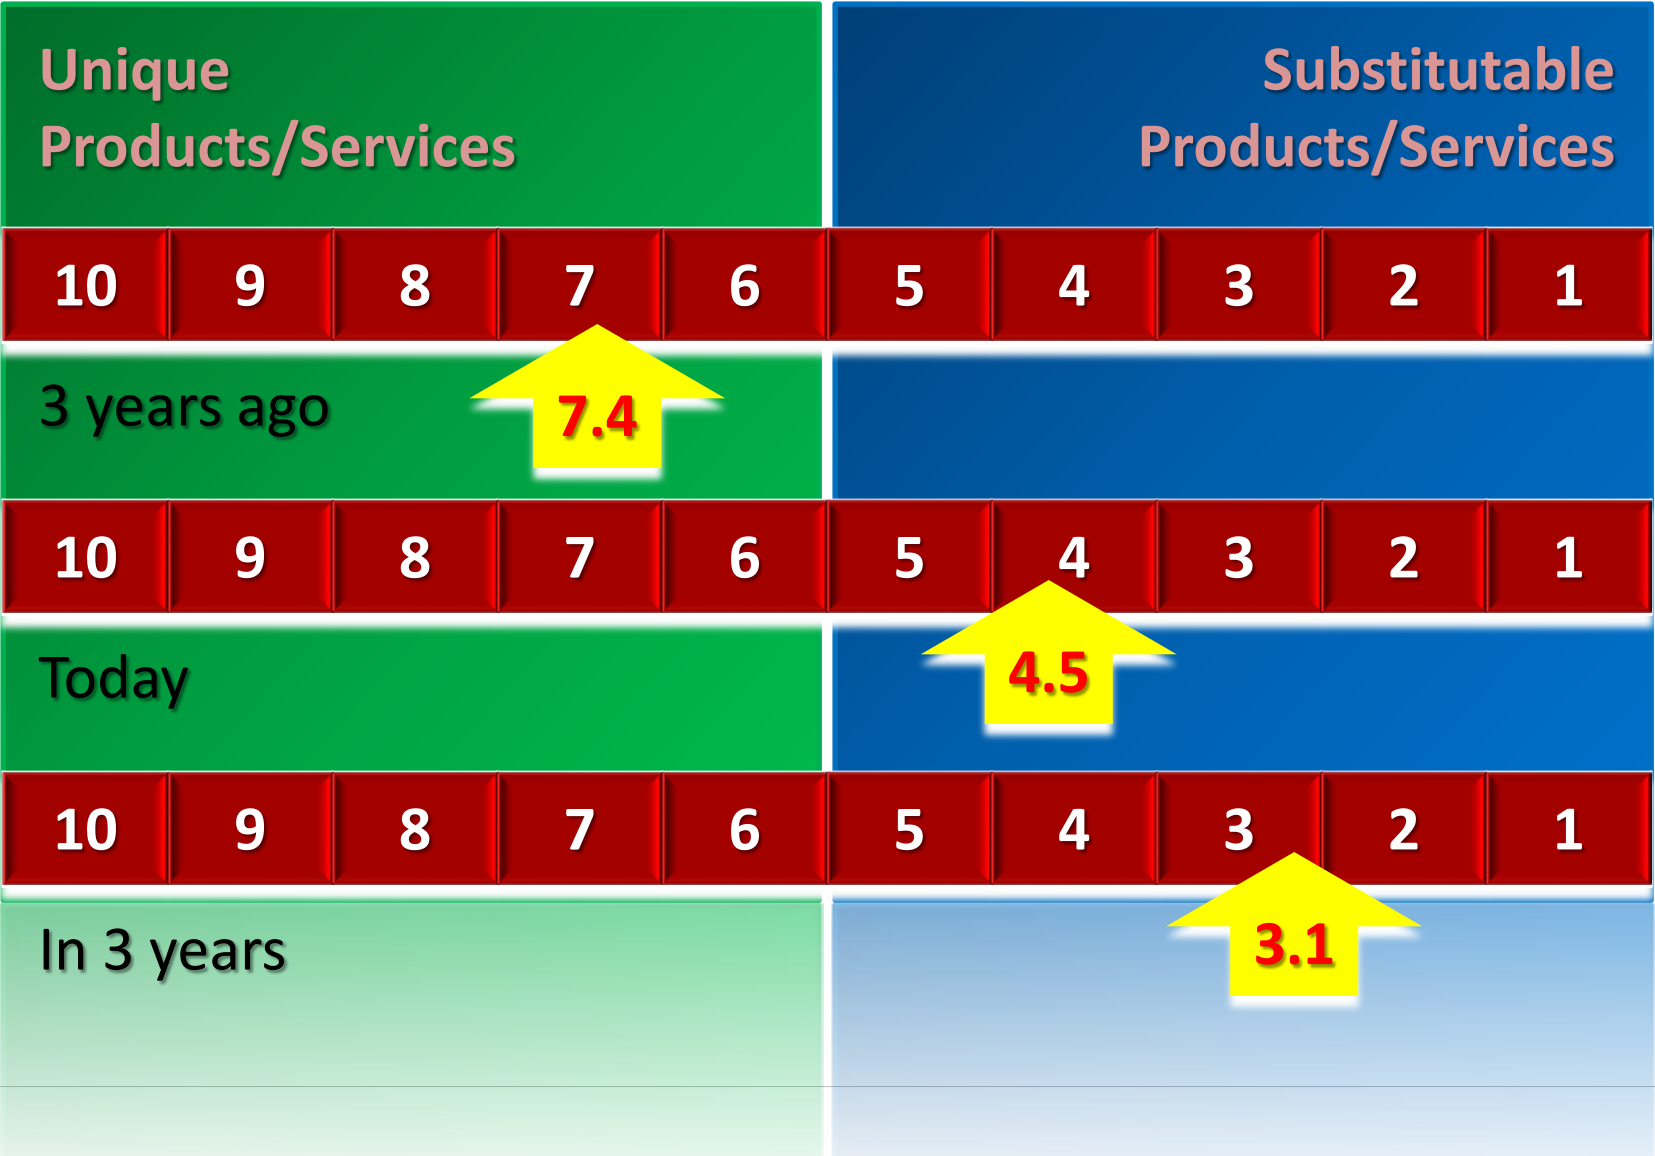 Unique
Products/Services
Substitutable
Products/Services
10 9 8 7 6 5 4 3 2 1
3 years ago
7.4
10 9 8 7 6 5 4 3 2 1
Today
4.5
10 9 8 7 6 5 4 3 2 1
In 3 years
3.1